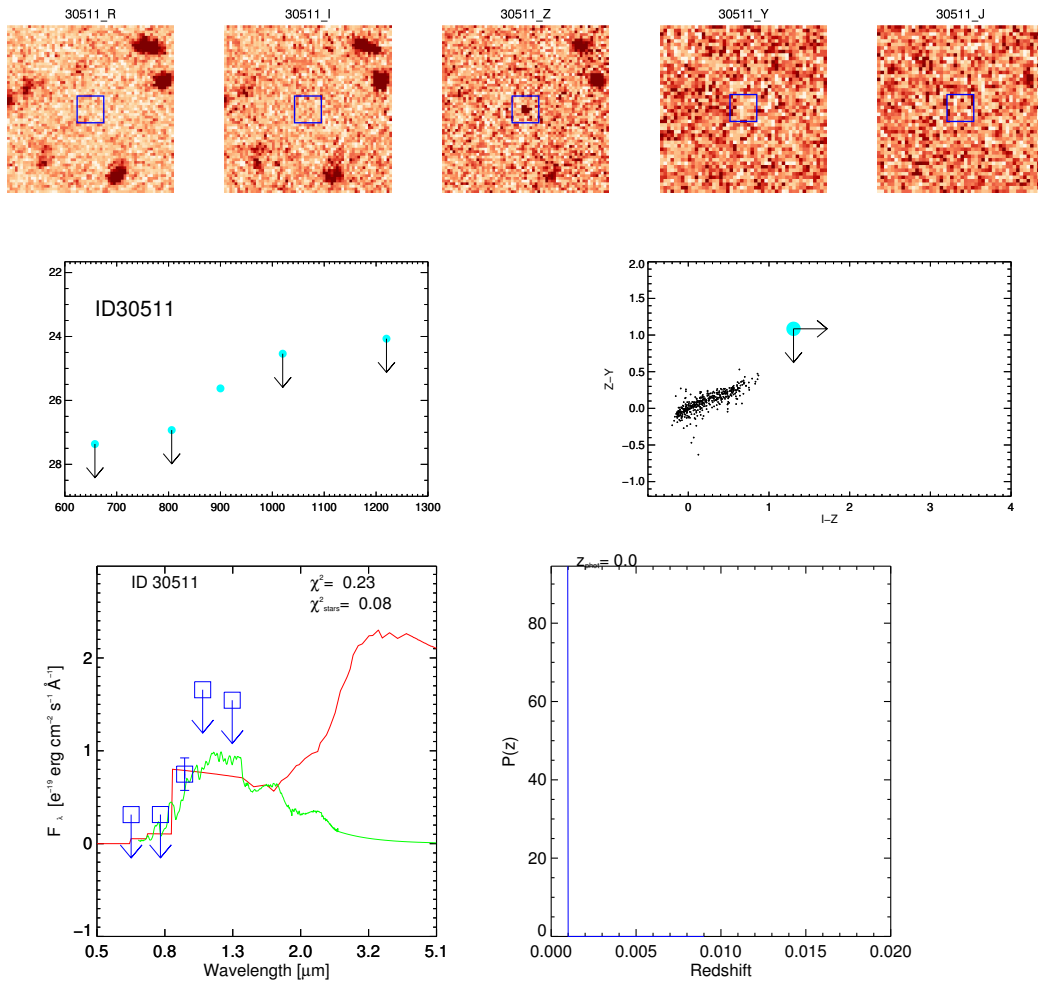 30511_R 30511_I 30511_Z 30511_Y 30511_J
22
24
26
28
ID30511
600 700 800 900 1000 1100 1200 1300
2.0
1.5
1.0
0.5
0.0
−0.5
−1.0
Z−Y
0 1 2 3 4
I−Z
ID 30511
χ²= 0.23
χ²stars= 0.08
2
1
0
−1
F λ [e⁻¹⁹ erg cm⁻² s⁻¹ Å⁻¹]
0.5 0.8 1.3 2.0 3.2 5.1
Wavelength [μm]
zphot= 0.0
80
60
40
20
0
P(z)
0.000 0.005 0.010 0.015 0.020
Redshift